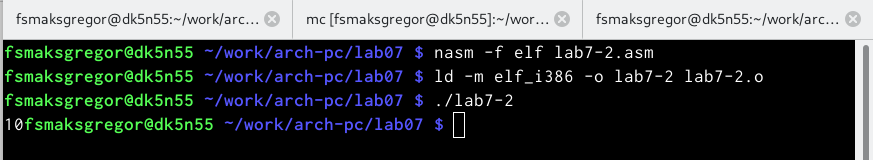 fsmaksgregor@dk5n55:~/work/arc...
mc [fsmaksgregor@dk5n55]:~/wor...
fsmaksgregor@dk5n55:~/work/arc...
fsmaksgregor@dk5n55 ~/work/arch-pc/lab07 $ nasm -f elf lab7-2.asm
fsmaksgregor@dk5n55 ~/work/arch-pc/lab07 $ ld -m elf_i386 -o lab7-2 lab7-2.o
fsmaksgregor@dk5n55 ~/work/arch-pc/lab07 $ ./lab7-2
10fsmaksgregor@dk5n55 ~/work/arch-pc/lab07 $